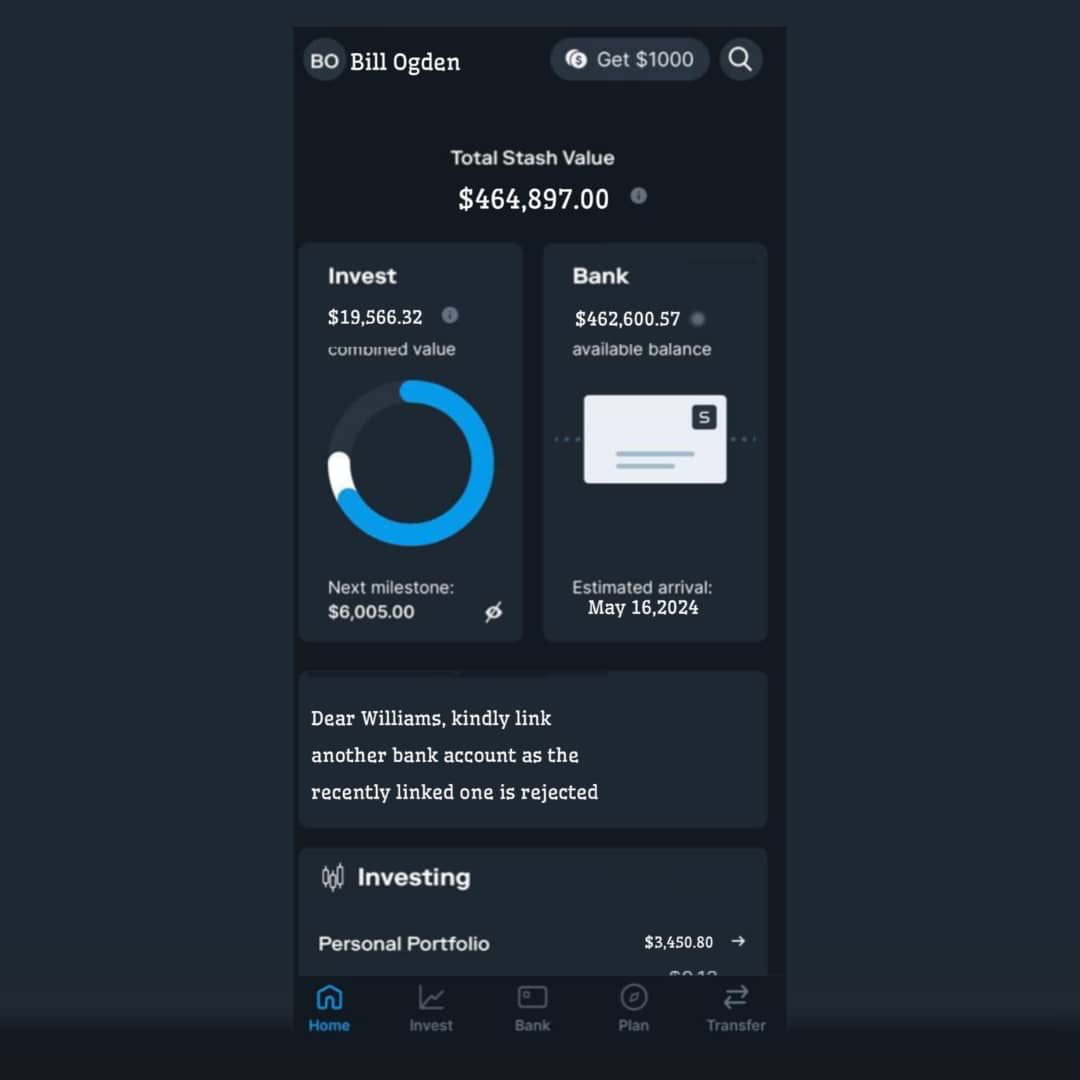 BO Bill Ogden
Get $1000
Total Stash Value
$464,897.00
Invest
$19,566.32
combined value
Next milestone:
$6,005.00
Bank
$462,600.57
available balance
S
Estimated arrival:
May 16,2024
Dear Williams, kindly link
another bank account as the
recently linked one is rejected
Investing
Personal Portfolio $3,450.80
Home Invest Bank Plan Transfer